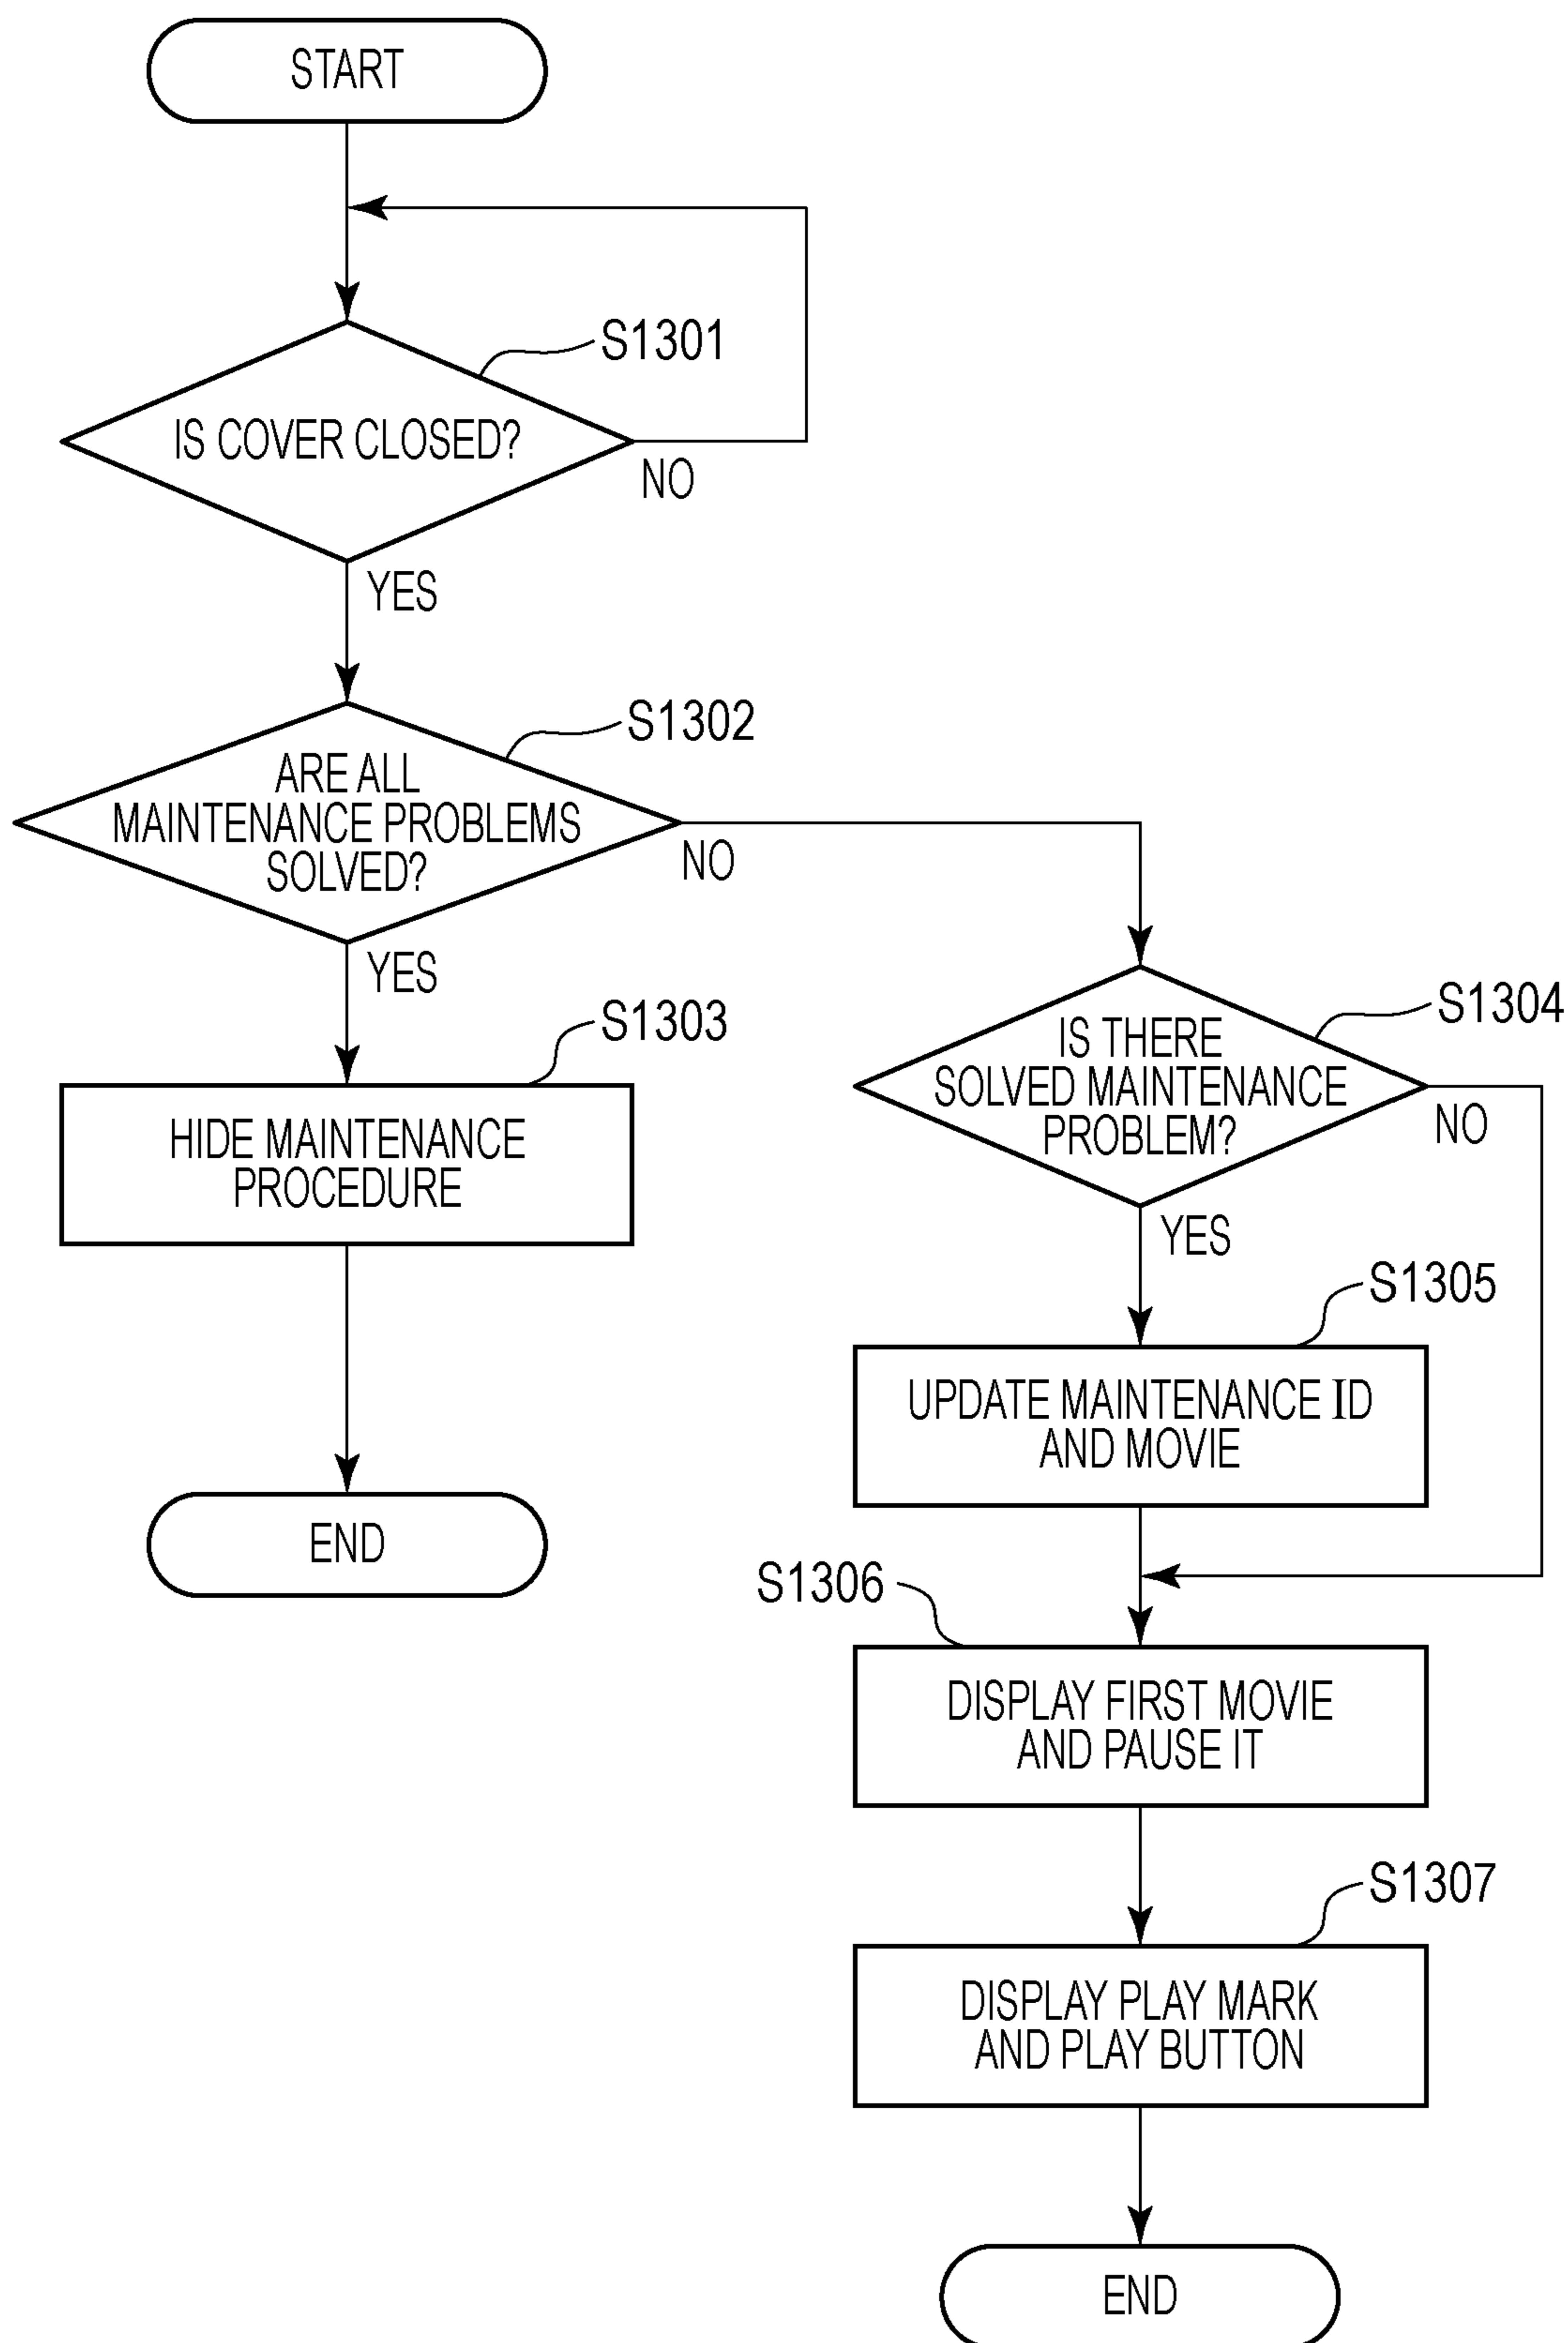 START
S1301
IS COVER CLOSED?
NO
YES
S1302
ARE ALL
MAINTENANCE PROBLEMS
SOLVED?
NO
YES
S1303
HIDE MAINTENANCE
PROCEDURE
END
S1304
IS THERE
SOLVED MAINTENANCE
PROBLEM?
NO
YES
S1305
UPDATE MAINTENANCE ID
AND MOVIE
S1306
DISPLAY FIRST MOVIE
AND PAUSE IT
S1307
DISPLAY PLAY MARK
AND PLAY BUTTON
END